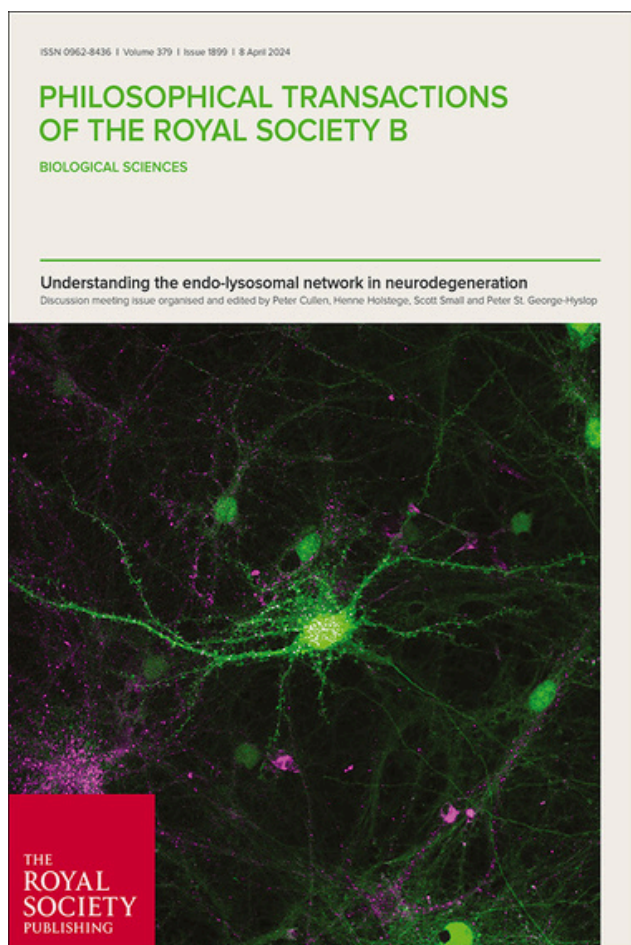 ISSN 0962-8436 | Volume 379 | Issue 1899 | 8 April 2024
PHILOSOPHICAL TRANSACTIONS
OF THE ROYAL SOCIETY B
BIOLOGICAL SCIENCES
Understanding the endo-lysosomal network in neurodegeneration
Discussion meeting issue organised and edited by Peter Cullen, Henne Holstege, Scott Small and Peter St. George-Hyslop
THE
ROYAL
SOCIETY
PUBLISHING